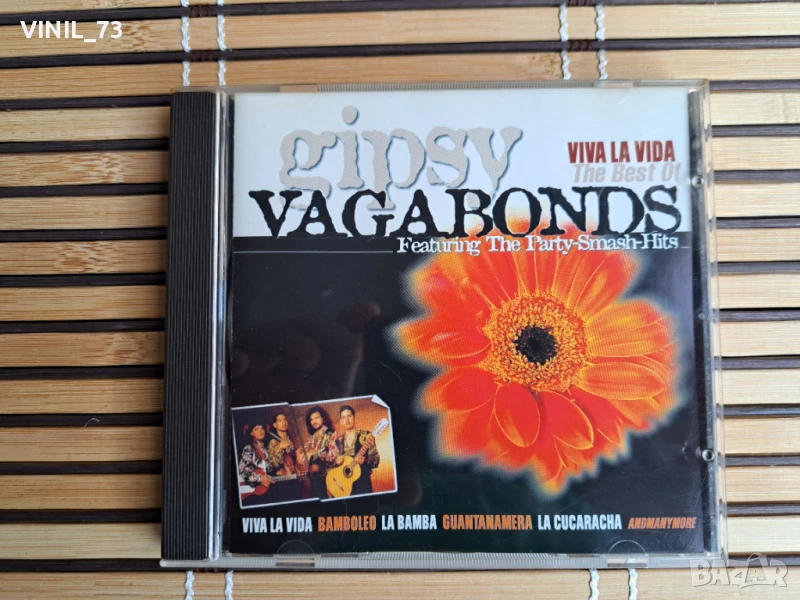 VINIL_73
gipsy
VIVA LA VIDA
The Best Of
VAGABONDS
Featuring The Party-Smash-Hits
VIVA LA VIDA BAMBOLEO LA BAMBA GUANTANAMERA LA CUCARACHA ANDMANYMORE
BAZAR